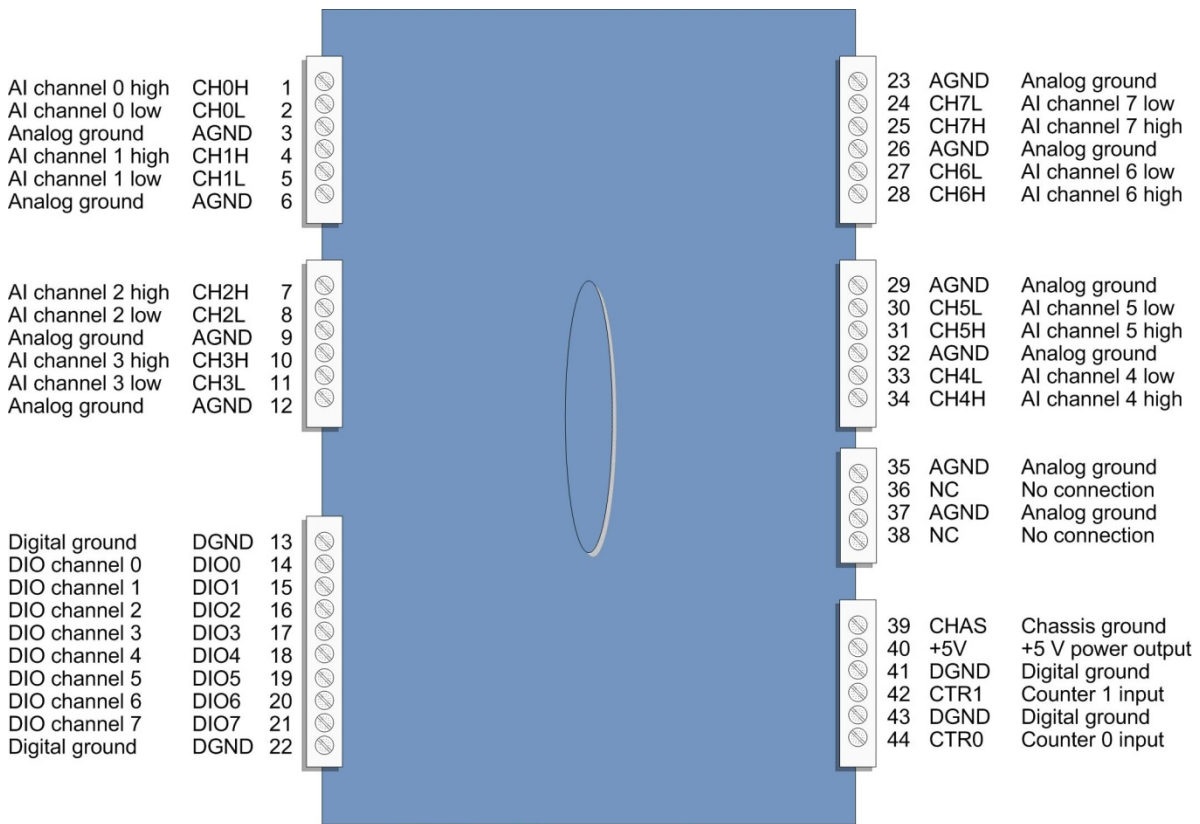 AI channel 0 high CH0H 1
AI channel 0 low CH0L 2
Analog ground AGND 3
AI channel 1 high CH1H 4
AI channel 1 low CH1L 5
Analog ground AGND 6
AI channel 2 high CH2H 7
AI channel 2 low CH2L 8
Analog ground AGND 9
AI channel 3 high CH3H 10
AI channel 3 low CH3L 11
Analog ground AGND 12
Digital ground DGND 13
DIO channel 0 DIO0 14
DIO channel 1 DIO1 15
DIO channel 2 DIO2 16
DIO channel 3 DIO3 17
DIO channel 4 DIO4 18
DIO channel 5 DIO5 19
DIO channel 6 DIO6 20
DIO channel 7 DIO7 21
Digital ground DGND 22
23 AGND Analog ground
24 CH7L AI channel 7 low
25 CH7H AI channel 7 high
26 AGND Analog ground
27 CH6L AI channel 6 low
28 CH6H AI channel 6 high
29 AGND Analog ground
30 CH5L AI channel 5 low
31 CH5H AI channel 5 high
32 AGND Analog ground
33 CH4L AI channel 4 low
34 CH4H AI channel 4 high
35 AGND Analog ground
36 NC No connection
37 AGND Analog ground
38 NC No connection
39 CHAS Chassis ground
40 +5V +5 V power output
41 DGND Digital ground
42 CTR1 Counter 1 input
43 DGND Digital ground
44 CTR0 Counter 0 input